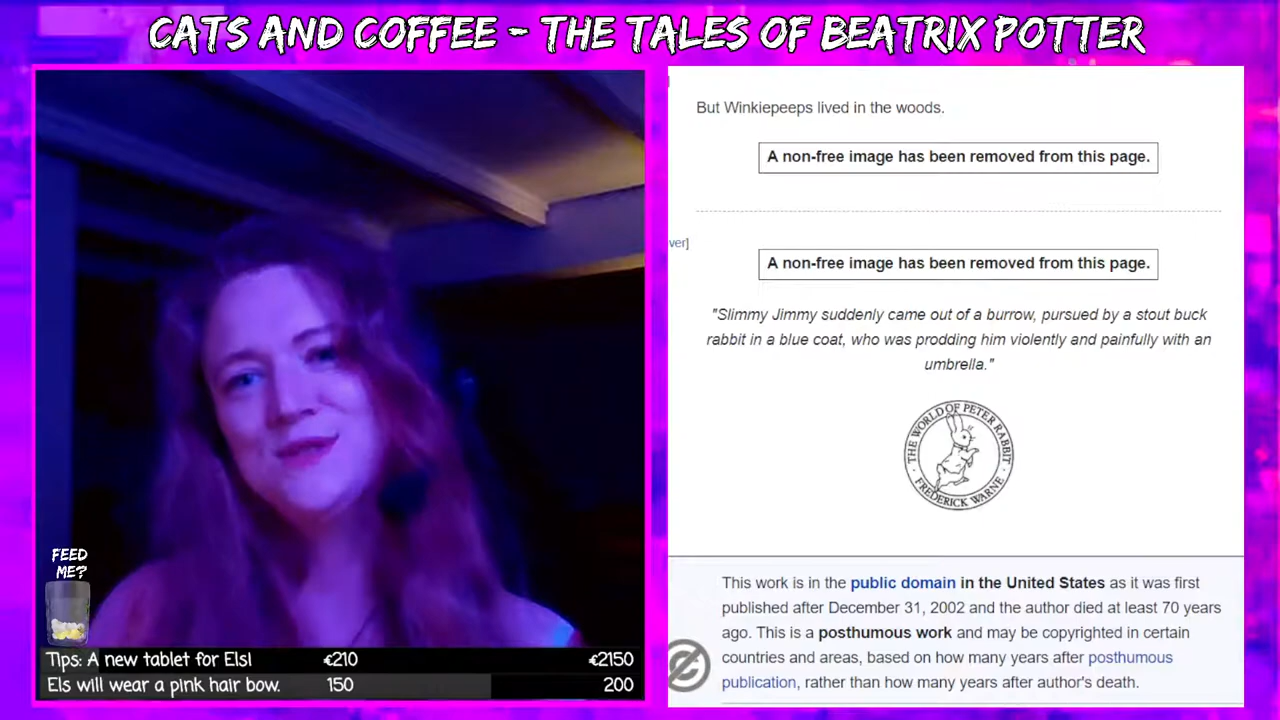 CATS AND COFFEE - THE TALES OF BEATRIX POTTER
But Winkiepeeps lived in the woods.
A non-free image has been removed from this page.
ver]
A non-free image has been removed from this page.
"Slimmy Jimmy suddenly came out of a burrow, pursued by a stout buck
rabbit in a blue coat, who was prodding him violently and painfully with an
umbrella."
THE WORLD OF PETER RABBIT
FREDERICK WARNE
This work is in the public domain in the United States as it was first
published after December 31, 2002 and the author died at least 70 years
ago. This is a posthumous work and may be copyrighted in certain
countries and areas, based on how many years after posthumous
publication, rather than how many years after author's death.
FEED
ME?
Tips: A new tablet for Els! €210 €2150
Els will wear a pink hair bow. 150 200